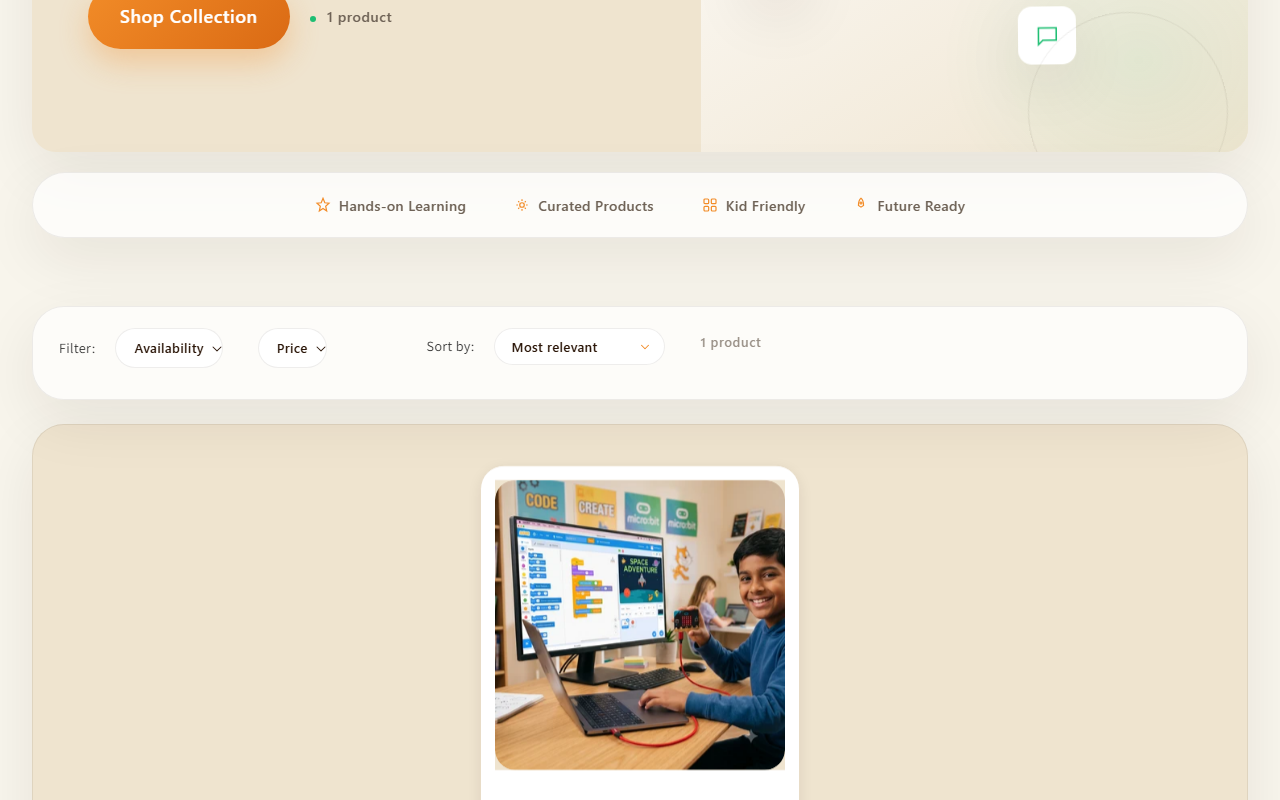 Shop Collection
1 product
Hands-on Learning
Curated Products
Kid Friendly
Future Ready
Filter:
Availability
Price
Sort by:
Most relevant
1 product
CODE
CREATE
micro:bit
micro:bit
SPACE
ADVENTURE